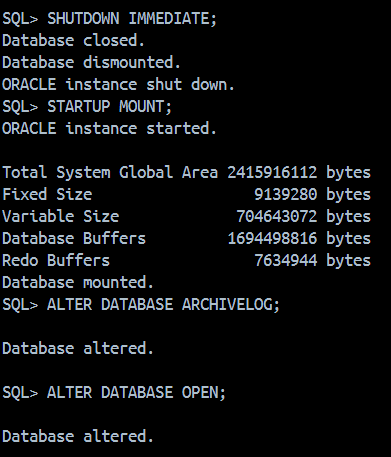 SQL> SHUTDOWN IMMEDIATE;
Database closed.
Database dismounted.
ORACLE instance shut down.
SQL> STARTUP MOUNT;
ORACLE instance started.

Total System Global Area 2415916112 bytes
Fixed Size                  9139280 bytes
Variable Size             704643072 bytes
Database Buffers         1694498816 bytes
Redo Buffers                7634944 bytes
Database mounted.
SQL> ALTER DATABASE ARCHIVELOG;

Database altered.

SQL> ALTER DATABASE OPEN;

Database altered.